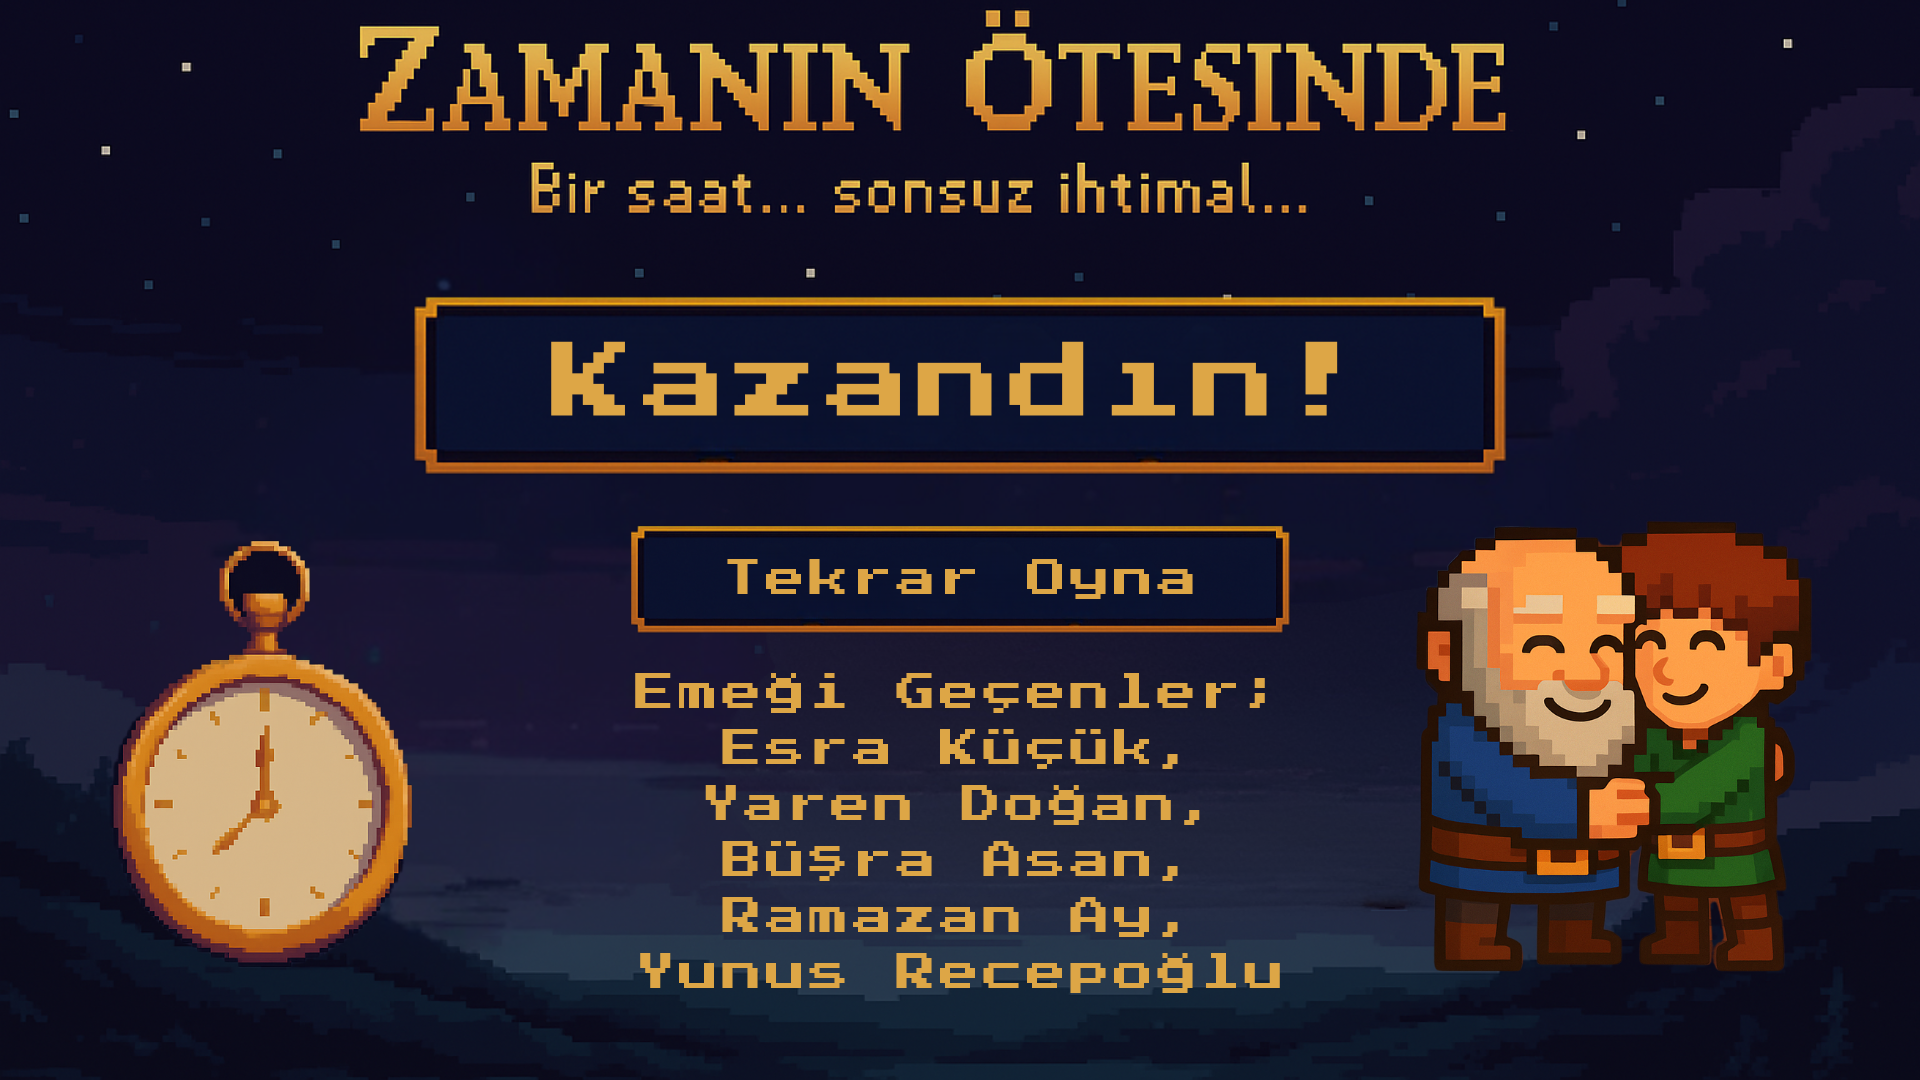 ZAMANIN ÖTESINDE
Bir saat... sonsuz ihtimal...
Kazandın!
Tekrar Oyna
Emeği Geçenler;
Esra Küçük,
Yaren Doğan,
Büşra Asan,
Ramazan Ay,
Yunus Recepoğlu